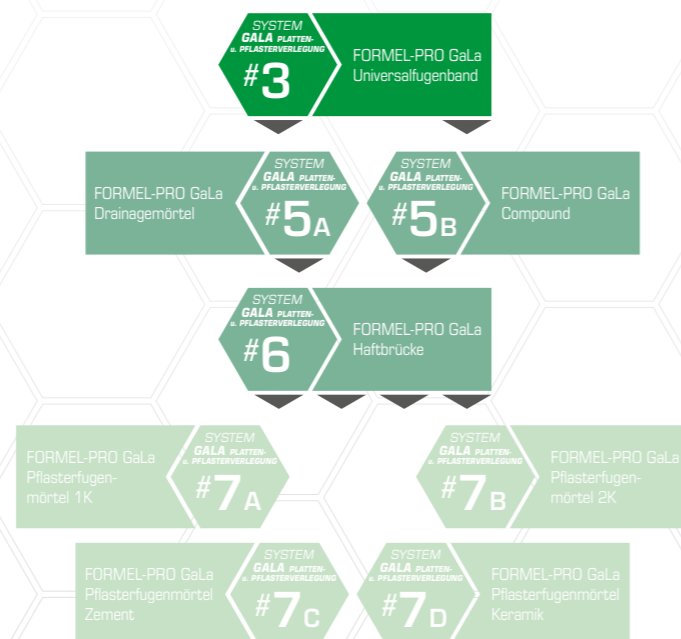 SYSTEM
GALA PLATTEN-
u. PFLASTERVERLEGUNG
#3
FORMEL-PRO GaLa
Universalfugenband
FORMEL-PRO GaLa
Drainagemörtel
SYSTEM
GALA PLATTEN-
u. PFLASTERVERLEGUNG
#5A
SYSTEM
GALA PLATTEN-
u. PFLASTERVERLEGUNG
#5B
FORMEL-PRO GaLa
Compound
SYSTEM
GALA PLATTEN-
u. PFLASTERVERLEGUNG
#6
FORMEL-PRO GaLa
Haftbrücke
FORMEL-PRO GaLa
Pflasterfugen-
mörtel 1K
SYSTEM
GALA PLATTEN-
u. PFLASTERVERLEGUNG
#7A
SYSTEM
GALA PLATTEN-
u. PFLASTERVERLEGUNG
#7B
FORMEL-PRO GaLa
Pflasterfugen-
mörtel 2K
FORMEL-PRO GaLa
Pflasterfugenmörtel
Zement
SYSTEM
GALA PLATTEN-
u. PFLASTERVERLEGUNG
#7C
SYSTEM
GALA PLATTEN-
u. PFLASTERVERLEGUNG
#7D
FORMEL-PRO GaLa
Pflasterfugenmörtel
Keramik